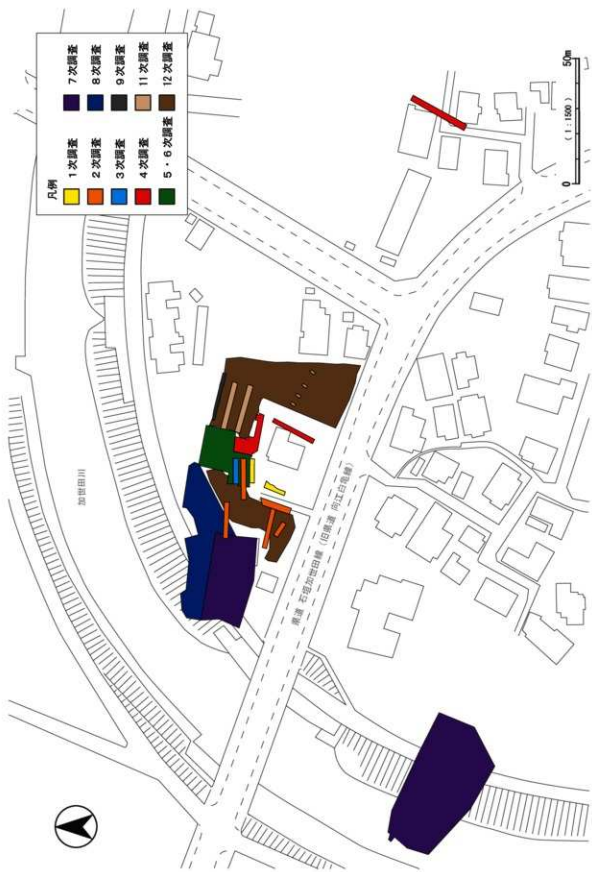 凡例
1次調査
2次調査
3次調査
4次調査
5・6次調査
7次調査
8次調査
9次調査
11次調査
12次調査
加世田川
県道 石垣加世田線（旧県道 向江白亀線）
0
50m
(1:1500)